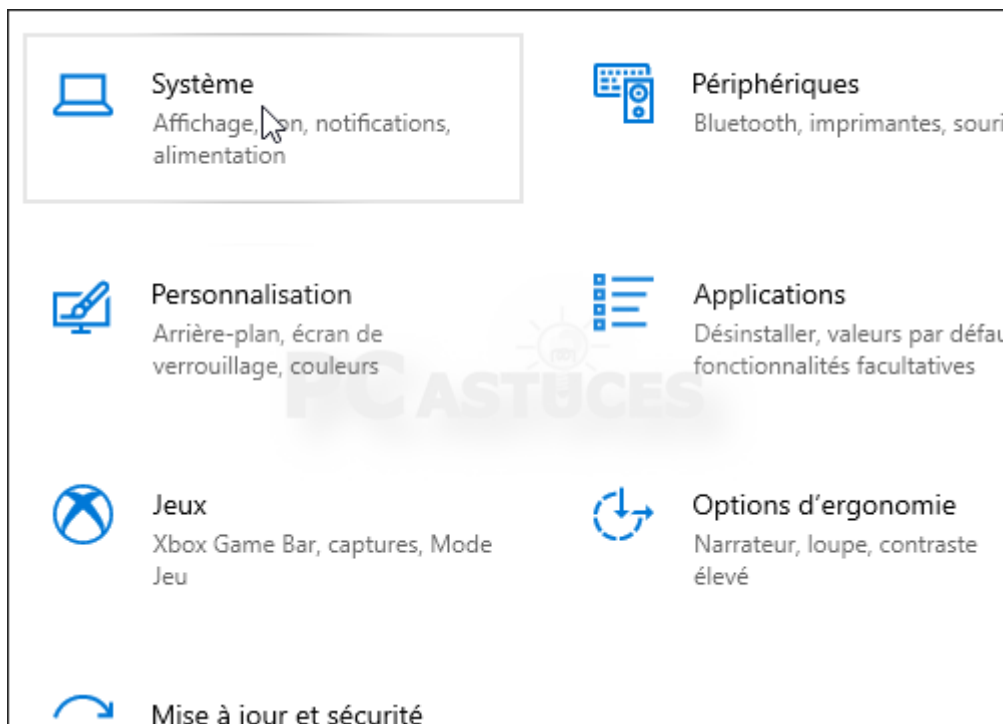 Système
Affichage, son, notifications,
alimentation
Périphériques
Bluetooth, imprimantes, souri
Personnalisation
Arrière-plan, écran de
verrouillage, couleurs
Applications
Désinstaller, valeurs par défau
fonctionnalités facultatives
PC ASTUCES
Jeux
Xbox Game Bar, captures, Mode
Jeu
Options d’ergonomie
Narrateur, loupe, contraste
élevé
Mise à jour et sécurité